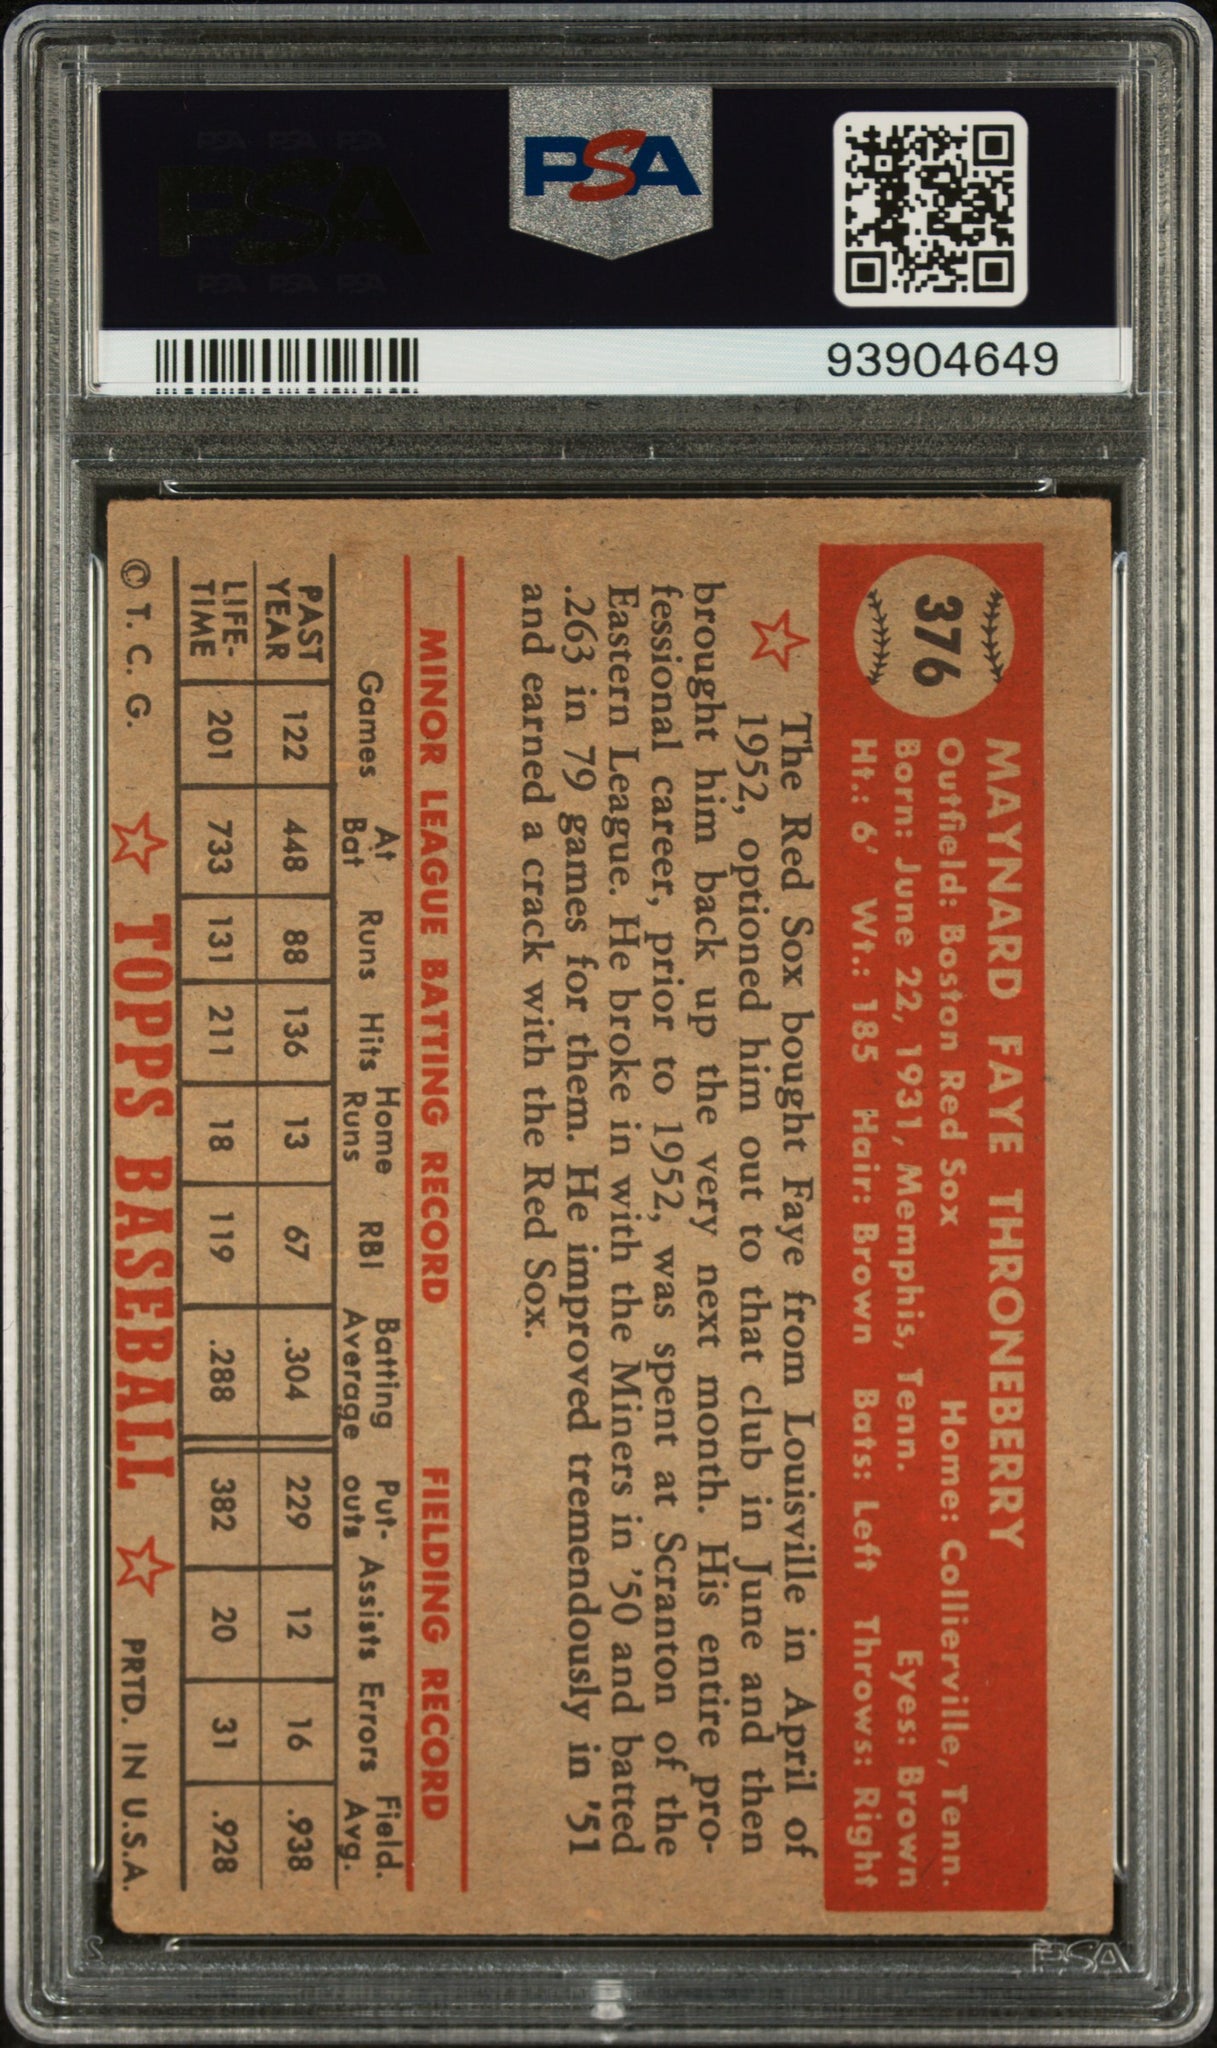 PSA PSA PSA
PSA
PSA PSA PSA
PSA
93904649
376
MAYNARD FAYE THRONEBERRY
Outfield: Boston Red Sox Home: Collierville, Tenn.
Born: June 22, 1931, Memphis, Tenn. Eyes: Brown
Ht.: 6' Wt.: 185 Hair: Brown Bats: Left Throws: Right
The Red Sox bought Faye from Louisville in April of
1952, optioned him out to that club in June and then
brought him back up the very next month. His entire pro-
fessional career, prior to 1952, was spent at Scranton of the
Eastern League. He broke in with the Miners in '50 and batted
.263 in 79 games for them. He improved tremendously in '51
and earned a crack with the Red Sox.
MINOR LEAGUE BATTING RECORD FIELDING RECORD
Games At Bat Runs Hits Home Runs RBI Batting Average Put-outs Assists Errors Field. Avg.
PAST YEAR 122 448 88 136 13 67 .304 229 12 16 .938
LIFE-TIME 201 733 131 211 18 119 .288 382 20 31 .928
© T. C. G. TOPPS BASEBALL PRTD. IN U.S.A.
PSA